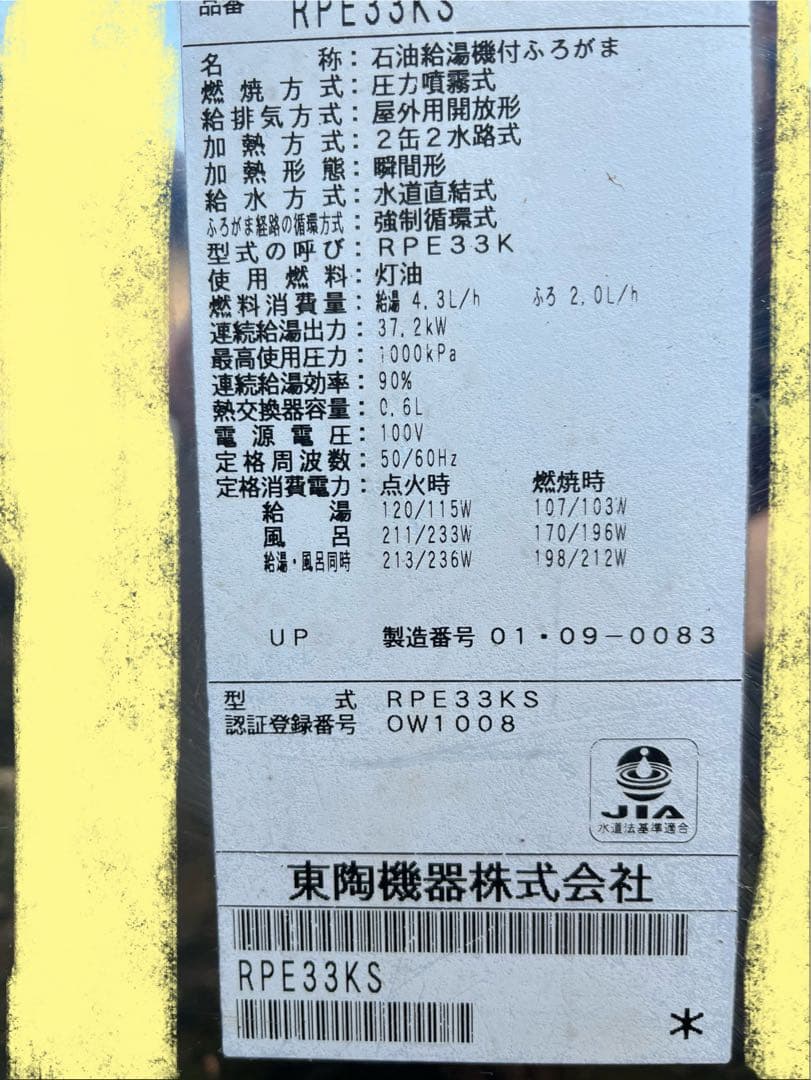 品番 RPE33KS
名称：石油給湯機付ふろがま
燃焼方式：圧力噴霧式
給排気方式：屋外用開放形
加熱方式：２缶２水路式
加熱形態：瞬間形
給水方式：水道直結式
ふろがま経路の循環方式：強制循環式
型式の呼び：ＲＰＥ３３Ｋ
使用燃料：灯油
燃料消費量：給湯 4.3L/h ふろ 2.0L/h
連続給湯出力：37.2kW
最高使用圧力：1000kPa
連続給湯効率：90%
熱交換器容量：0.6L
電源電圧：100V
定格周波数：50/60Hz
定格消費電力：点火時 燃焼時
給湯 120/115W 107/103W
風呂 211/233W 170/196W
給湯・風呂同時 213/236W 198/212W
ＵＰ 製造番号 ０１・０９－００８３
型式 ＲＰＥ３３ＫＳ
認証登録番号 ＯＷ１００８
JIA
水道法基準適合
東陶機器株式会社
RPE33KS
＊